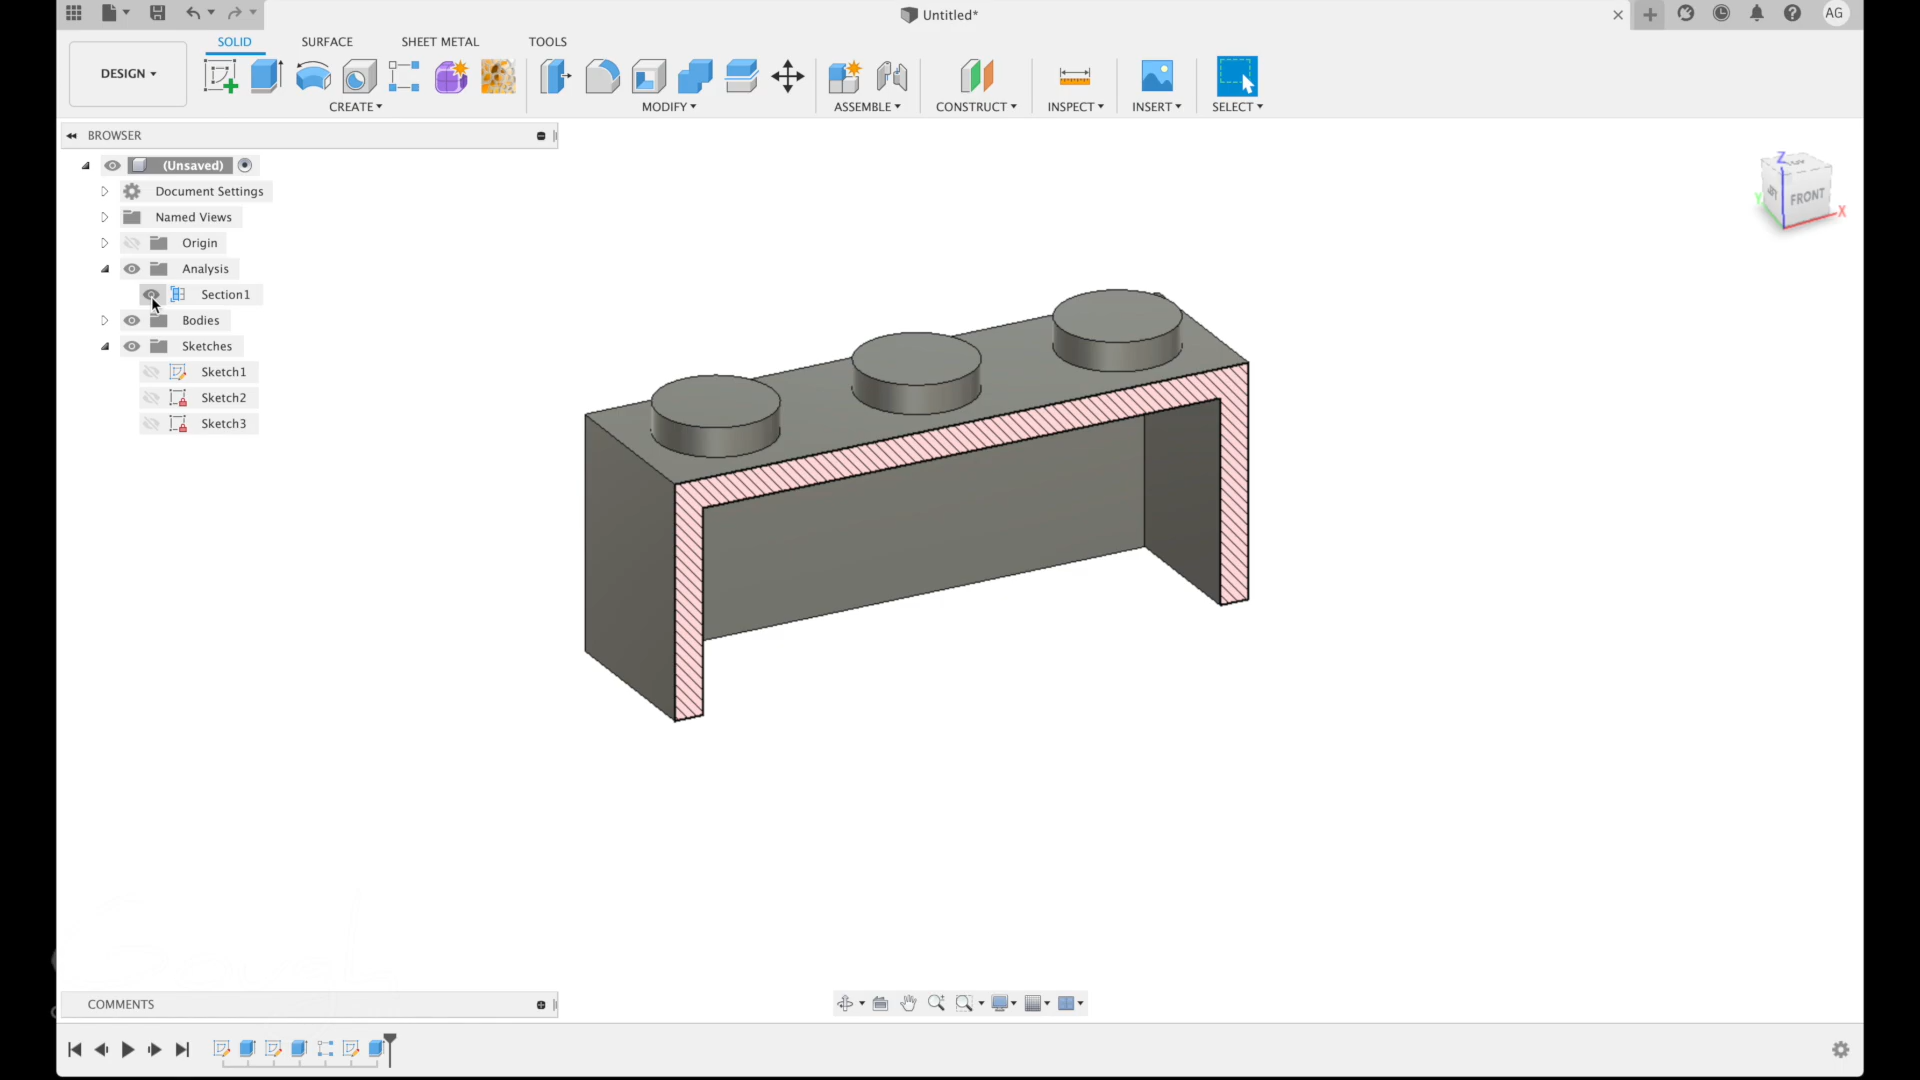 Untitled*
AG
DESIGN
SOLID
SURFACE
SHEET METAL
TOOLS
CREATE
MODIFY
ASSEMBLE
CONSTRUCT
INSPECT
INSERT
SELECT
BROWSER
(Unsaved)
Document Settings
Named Views
Origin
Analysis
Section1
Bodies
Sketches
Sketch1
Sketch2
Sketch3
Z
Y
X
FRONT
COMMENTS